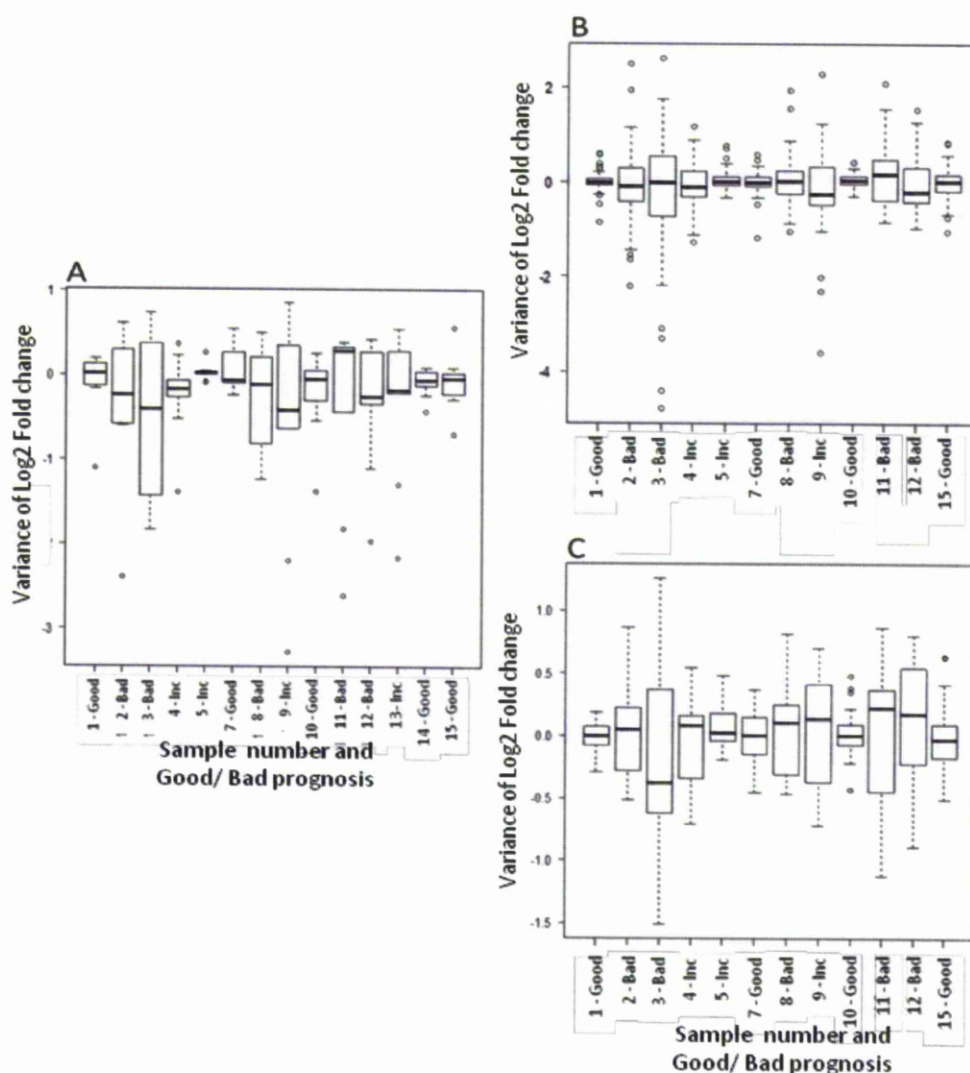 A
Variance of Log2 Fold change
1
0
-1
-3
1 - Good
2 - Bad
3 - Bad
4 - Inc
5 - Inc
7 - Good
8 - Bad
9 - Inc
10 - Good
11 - Bad
12 - Bad
13 - Inc
14 - Good
15 - Good
Sample number and
Good/ Bad prognosis
B
Variance of Log2 Fold change
2
0
-2
-4
1 - Good
2 - Bad
3 - Bad
4 - Inc
5 - Inc
7 - Good
8 - Bad
9 - Inc
10 - Good
11 - Bad
12 - Bad
15 - Good
C
Variance of Log2 Fold change
1.0
0.5
0.0
-0.5
-1.0
-1.5
1 - Good
2 - Bad
3 - Bad
4 - Inc
5 - Inc
7 - Good
8 - Bad
9 - Inc
10 - Good
11 - Bad
12 - Bad
15 - Good
Sample number and
Good/ Bad prognosis